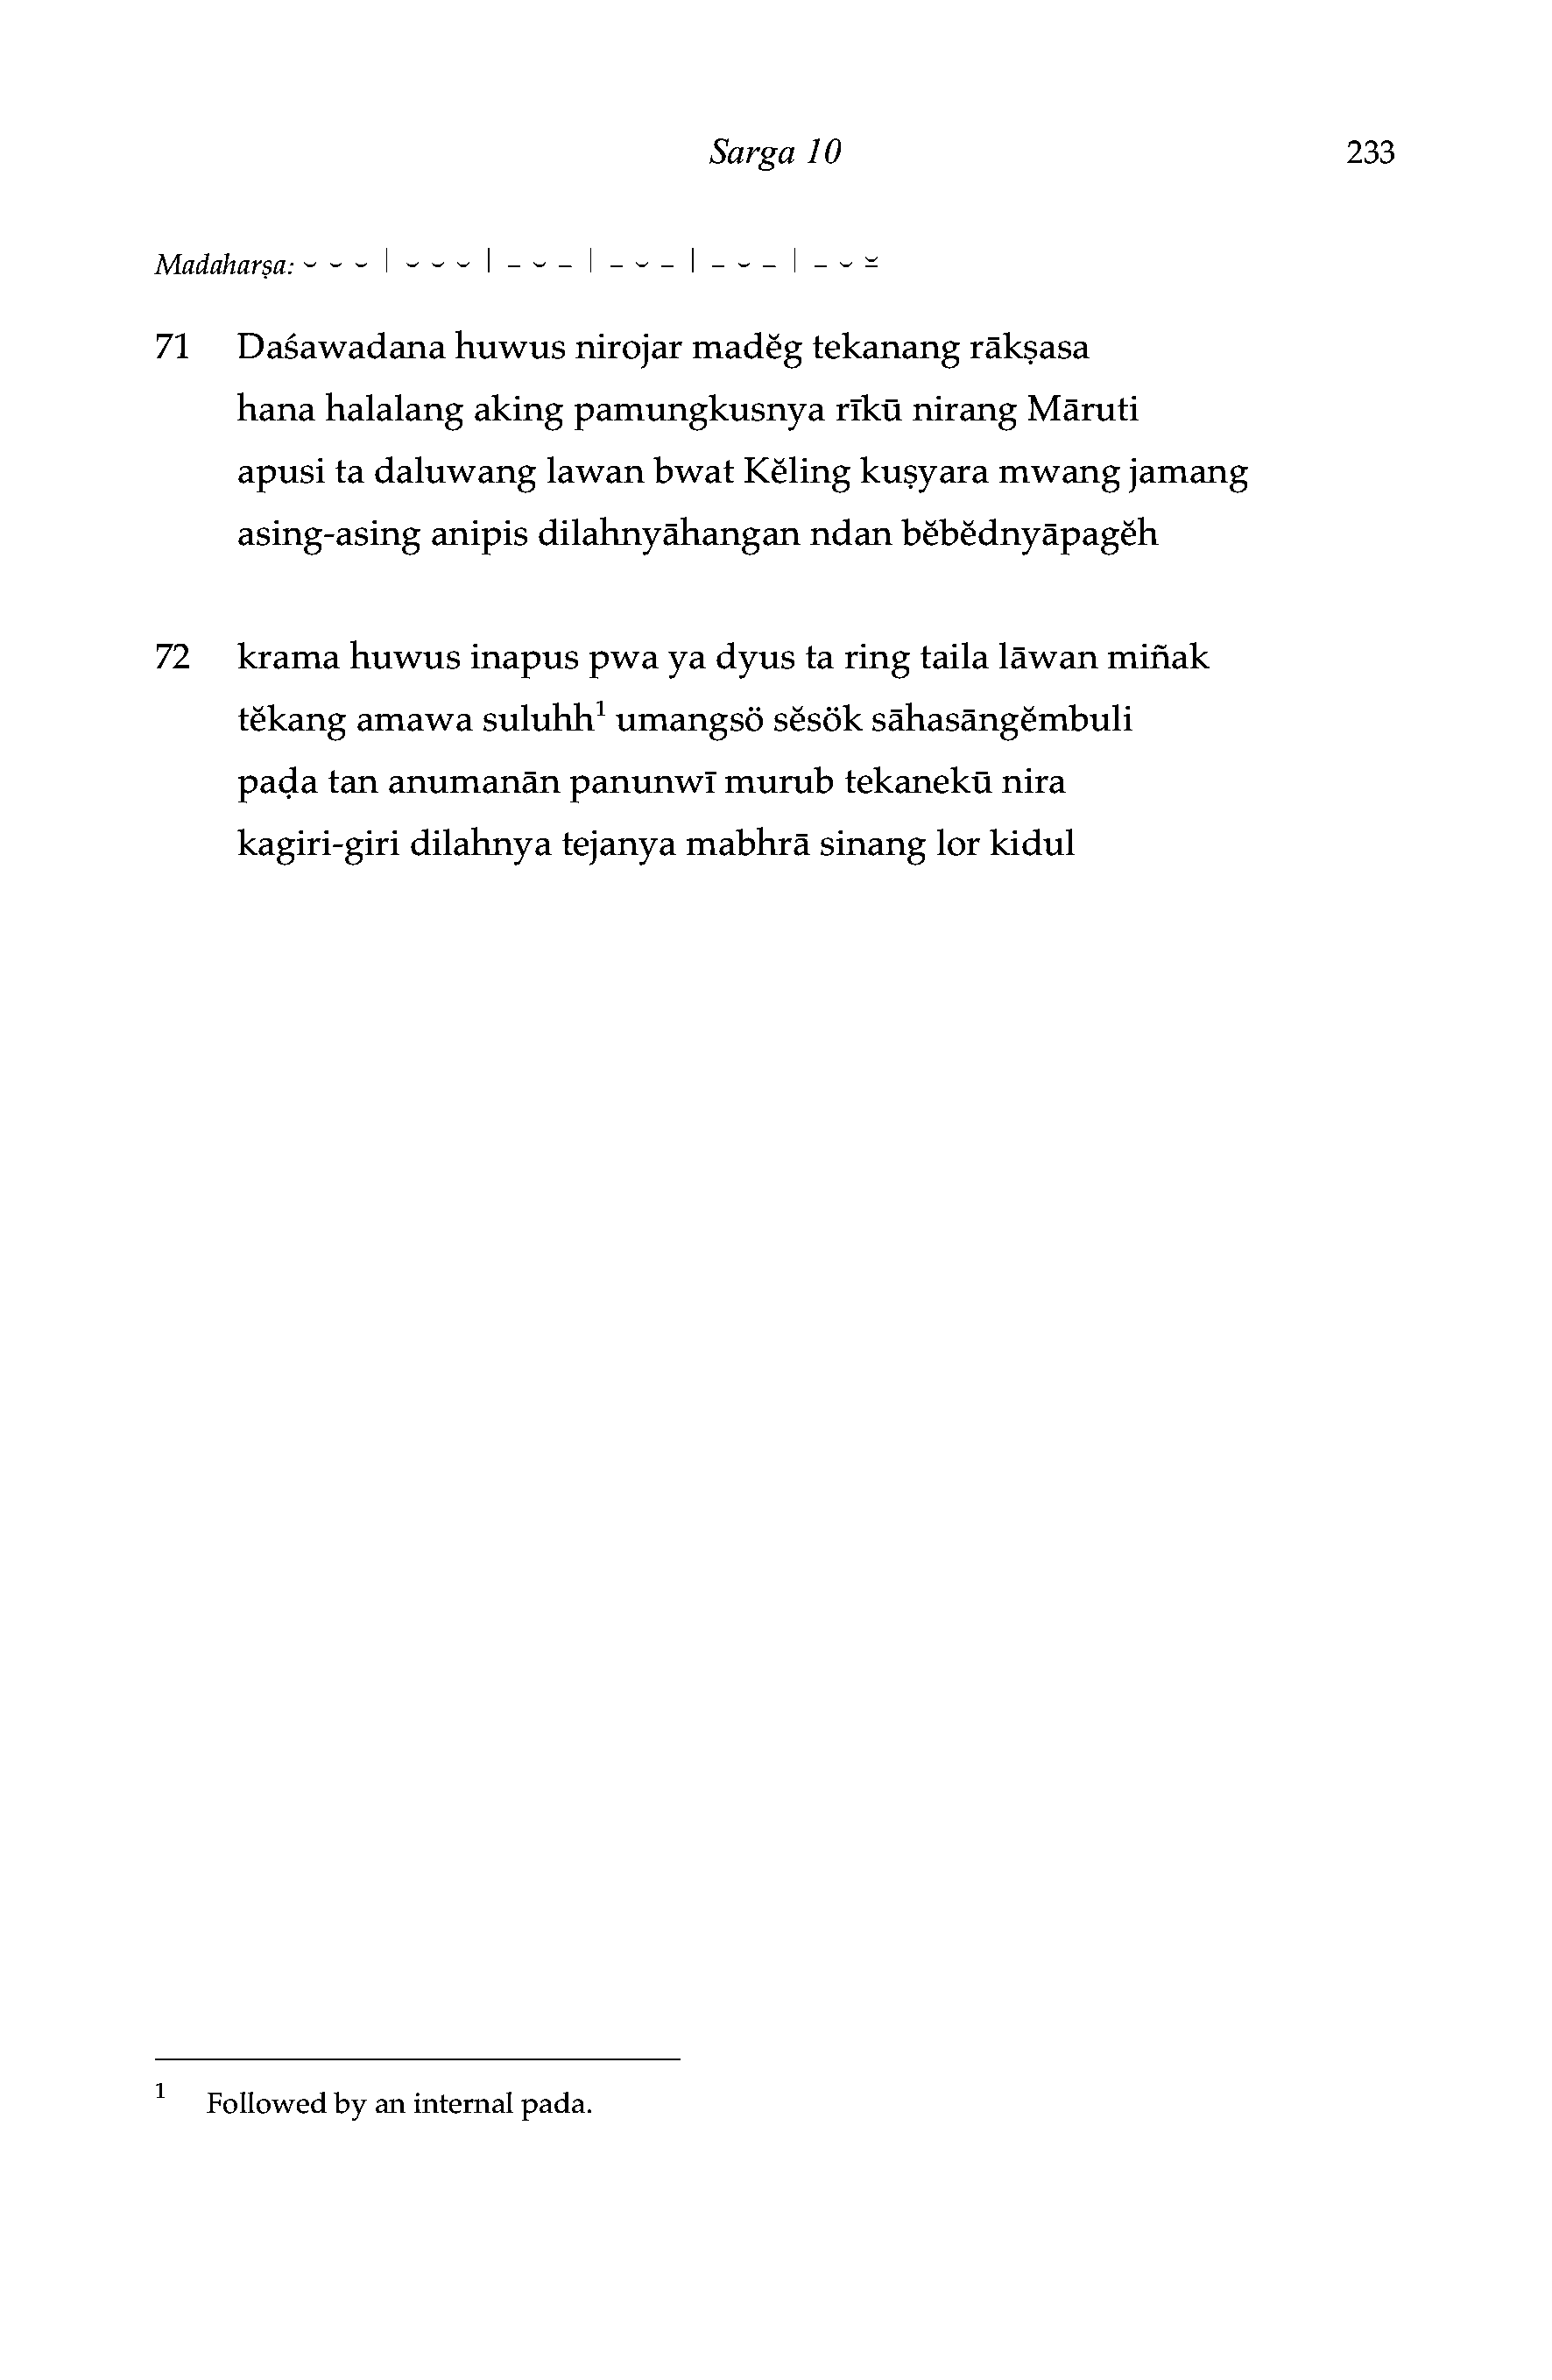 Sarga 10 233
Madaharṣa: ⏑ ⏑ ⏑ | ⏑ ⏑ ⏑ | – ⏑ – | – ⏑ – | – ⏑ – | – ⏑ ⏓
71 Daśawadana huwus nirojar madĕg tekanang rākṣasa
hana halalang aking pamungkusnya rīkū nirang Māruti
apusi ta daluwang lawan bwat Kĕling kuṣyara mwang jamang
asing-asing anipis dilahnyāhangan ndan bĕbĕdnyāpagĕh
72 krama huwus inapus pwa ya dyus ta ring taila lāwan miñak
tĕkang amawa suluhh¹ umangsö sĕsök sāhasāngĕmbuli
paḍa tan anumanān panunwī murub tekanekū nira
kagiri-giri dilahnya tejanya mabhrā sinang lor kidul
1 Followed by an internal pada.